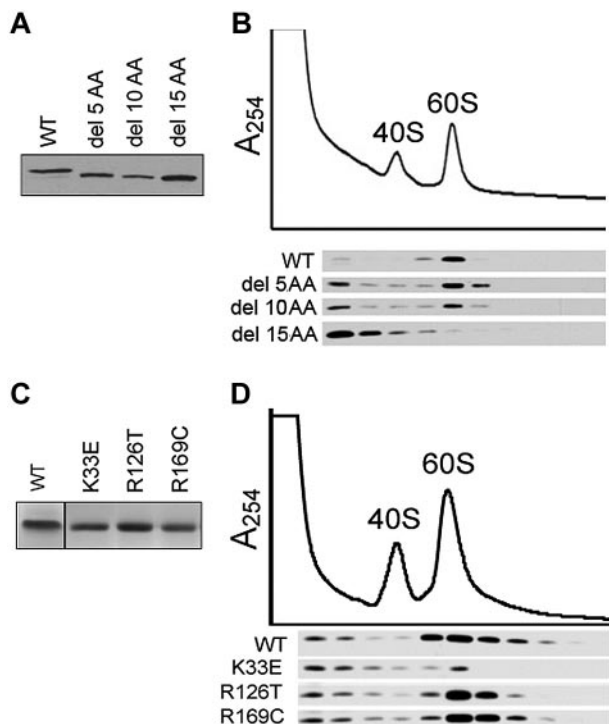 A
WT
del 5 AA
del 10 AA
del 15 AA
B
A254
40S
60S
WT
del 5AA
del 10AA
del 15AA
C
WT
K33E
R126T
R169C
D
A254
40S
60S
WT
K33E
R126T
R169C